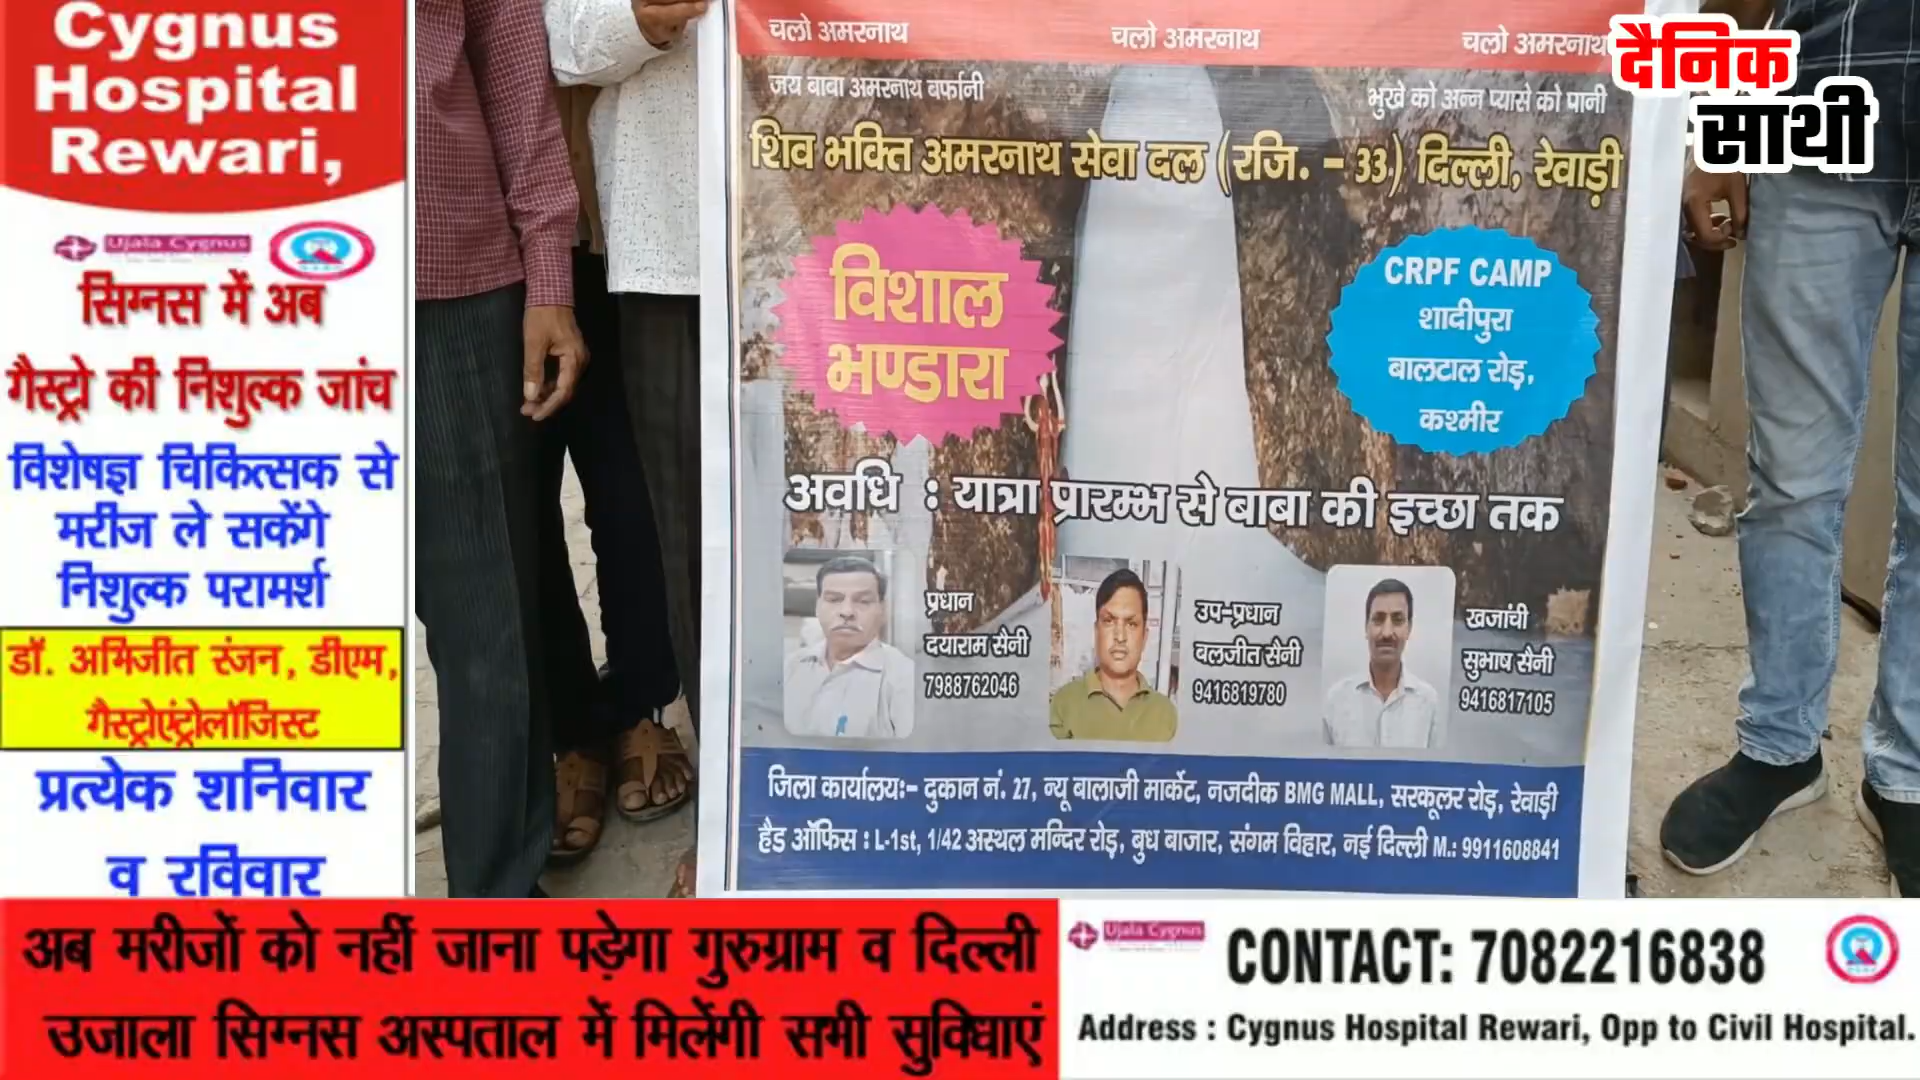 Cygnus
Hospital
Rewari,
Ujala Cygnus
सिग्नस में अब
गैस्ट्रो की निशुल्क जांच
विशेषज्ञ चिकित्सक से
मरीज ले सकेंगे
निशुल्क परामर्श
डॉ. अभिजीत रंजन, डीएम,
गैस्ट्रोएंट्रोलॉजिस्ट
प्रत्येक शनिवार
व रविवार
चलो अमरनाथ चलो अमरनाथ चलो अमरनाथ
दैनिक
साथी
जय बाबा अमरनाथ बर्फानी
भुखे को अन्न प्यासे को पानी
शिव भक्ति अमरनाथ सेवा दल (रजि. - 33.) दिल्ली, रेवाड़ी
विशाल
भण्डारा
CRPF CAMP
शादीपुरा
बालटाल रोड़,
कश्मीर
अवधि : यात्रा प्रारम्भ से बाबा की इच्छा तक
प्रधान
दयाराम सैनी
7988762046
उप-प्रधान
बलजीत सैनी
9416819780
खजांची
सुभाष सैनी
9416817105
जिला कार्यालय:- दुकान नं. 27, न्यू बालाजी मार्केट, नजदीक BMG MALL, सरकूलर रोड़, रेवाड़ी
हैड ऑफिस : L-1st, 1/42 अस्थल मन्दिर रोड़, बुध बाजार, संगम विहार, नई दिल्ली M.: 9911608841
अब मरीजों को नहीं जाना पड़ेगा गुरुग्राम व दिल्ली
उजाला सिग्नस अस्पताल में मिलेंगी सभी सुविधाएं
Ujala Cygnus
CONTACT: 7082216838
Address : Cygnus Hospital Rewari, Opp to Civil Hospital.